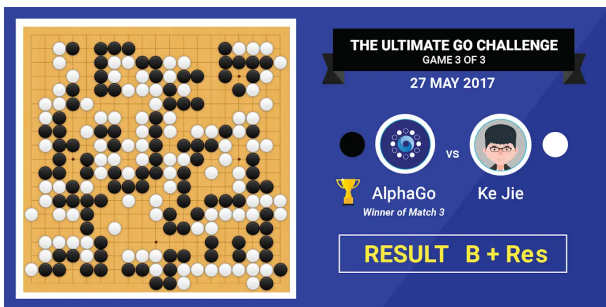 THE ULTIMATE GO CHALLENGE
GAME 3 OF 3
27 MAY 2017
vs
AlphaGo
Ke Jie
Winner of Match 3
RESULT B + Res